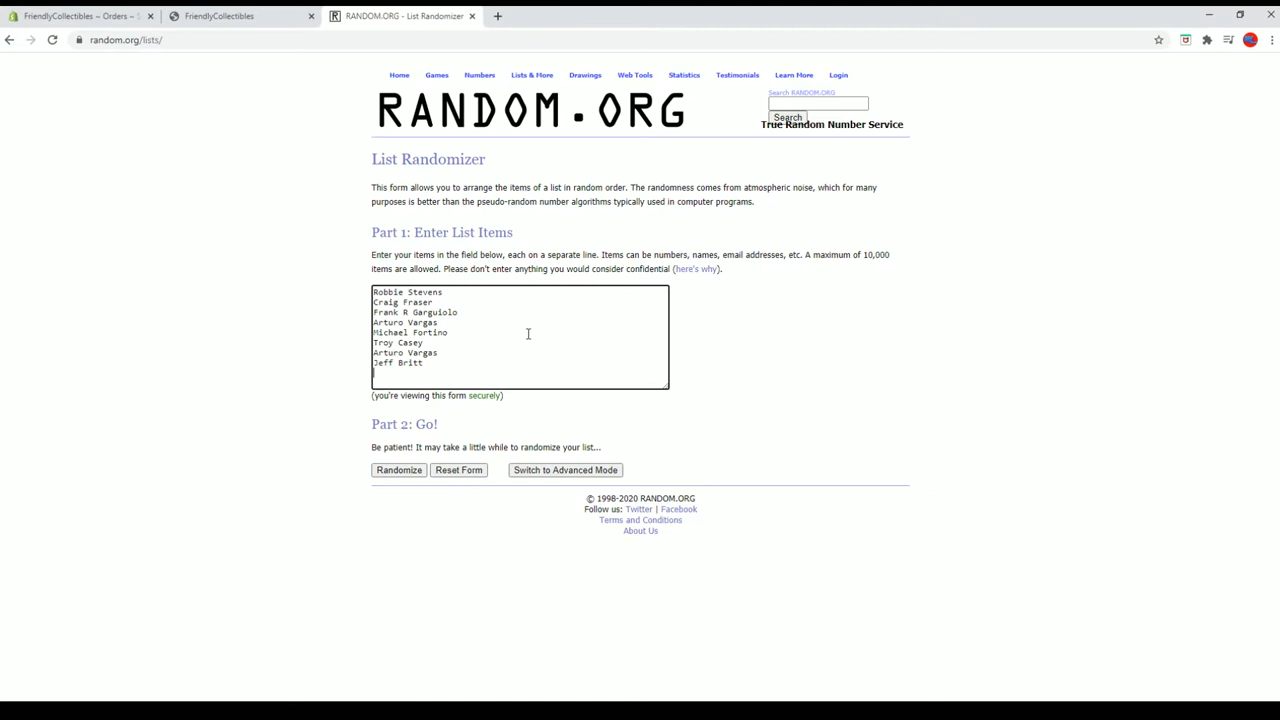 FriendlyCollectibles ~ Orders ~ S
FriendlyCollectibles
RANDOM.ORG - List Randomizer
random.org/lists/
Home Games Numbers Lists & More Drawings Web Tools Statistics Testimonials Learn More Login
RANDOM.ORG
Search RANDOM.ORG
Search
True Random Number Service
List Randomizer
This form allows you to arrange the items of a list in random order. The randomness comes from atmospheric noise, which for many
purposes is better than the pseudo-random number algorithms typically used in computer programs.
Part 1: Enter List Items
Enter your items in the field below, each on a separate line. Items can be numbers, names, email addresses, etc. A maximum of 10,000
items are allowed. Please don't enter anything you would consider confidential (here's why).
Robbie Stevens
Craig Fraser
Frank R Garguiolo
Arturo Vargas
Michael Fortino
Troy Casey
Arturo Vargas
Jeff Britt
(you're viewing this form securely)
Part 2: Go!
Be patient! It may take a little while to randomize your list...
Randomize Reset Form Switch to Advanced Mode
© 1998-2020 RANDOM.ORG
Follow us: Twitter | Facebook
Terms and Conditions
About Us